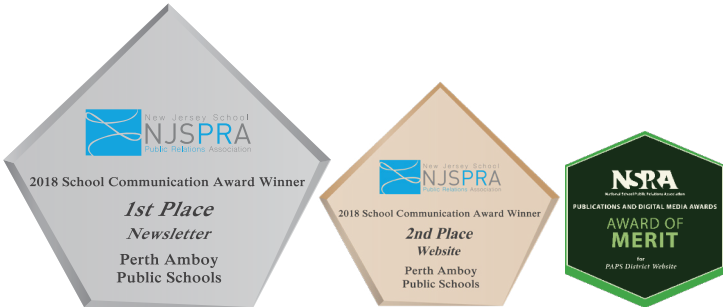 New Jersey School
NJSPRA
Public Relations Association
2018 School Communication Award Winner
1st Place
Newsletter
Perth Amboy
Public Schools
New Jersey School
NJSPRA
Public Relations Association
2018 School Communication Award Winner
2nd Place
Website
Perth Amboy
Public Schools
NSPRA
National School Public Relations Association
PUBLICATIONS AND DIGITAL MEDIA AWARDS
AWARD OF
MERIT
for
PAPS District Website